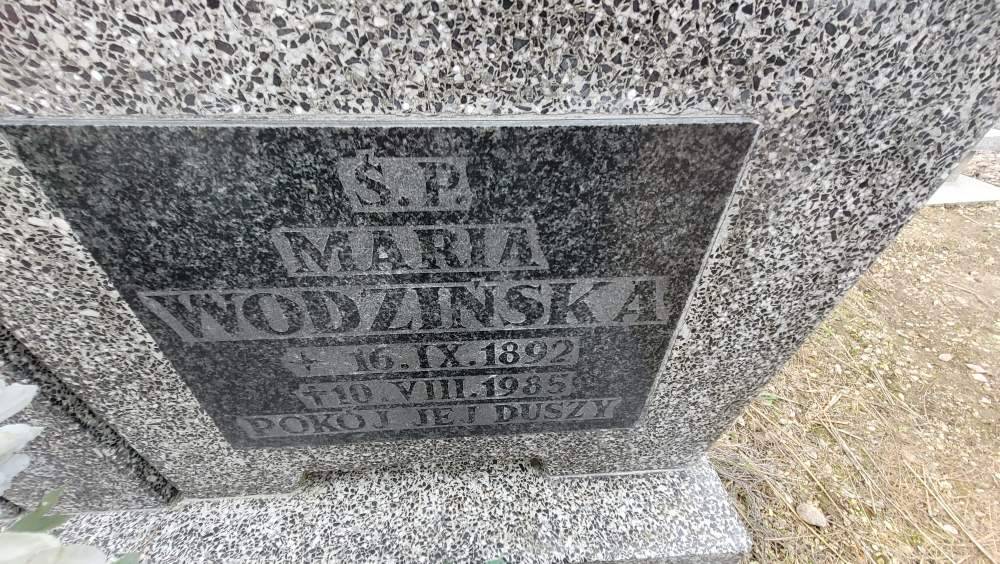 Ś.P.
MARIA
WODZIŃSKA
+ 16.IX.1892
†10 VIII.1985
POKÓJ JEJ DUSZY